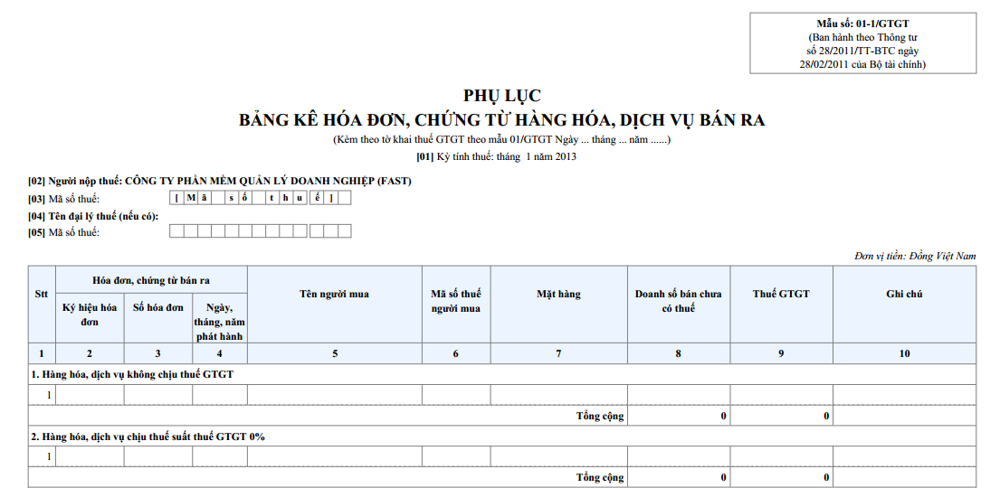 Mẫu số: 01-1/GTGT
(Ban hành theo Thông tư
số 28/2011/TT-BTC ngày
28/02/2011 của Bộ tài chính)
PHỤ LỤC
BẢNG KÊ HÓA ĐƠN, CHỨNG TỪ HÀNG HÓA, DỊCH VỤ BÁN RA
(Kèm theo tờ khai thuế GTGT theo mẫu 01/GTGT Ngày ... tháng ... năm ......)
[01] Kỳ tính thuế: tháng 1 năm 2013
[02] Người nộp thuế: CÔNG TY PHẦN MỀM QUẢN LÝ DOANH NGHIỆP (FAST)
[03] Mã số thuế: [ M ã s ố t h u ế ]
[04] Tên đại lý thuế (nếu có):
[05] Mã số thuế:
Đơn vị tiền: Đồng Việt Nam
Stt
Hóa đơn, chứng từ bán ra
Ký hiệu hóa
đơn
Số hóa đơn
Ngày,
tháng, năm
phát hành
Tên người mua
Mã số thuế
người mua
Mặt hàng
Doanh số bán chưa
có thuế
Thuế GTGT
Ghi chú
1 2 3 4 5 6 7 8 9 10
1. Hàng hóa, dịch vụ không chịu thuế GTGT
1
Tổng cộng 0 0
2. Hàng hóa, dịch vụ chịu thuế suất thuế GTGT 0%
1
Tổng cộng 0 0